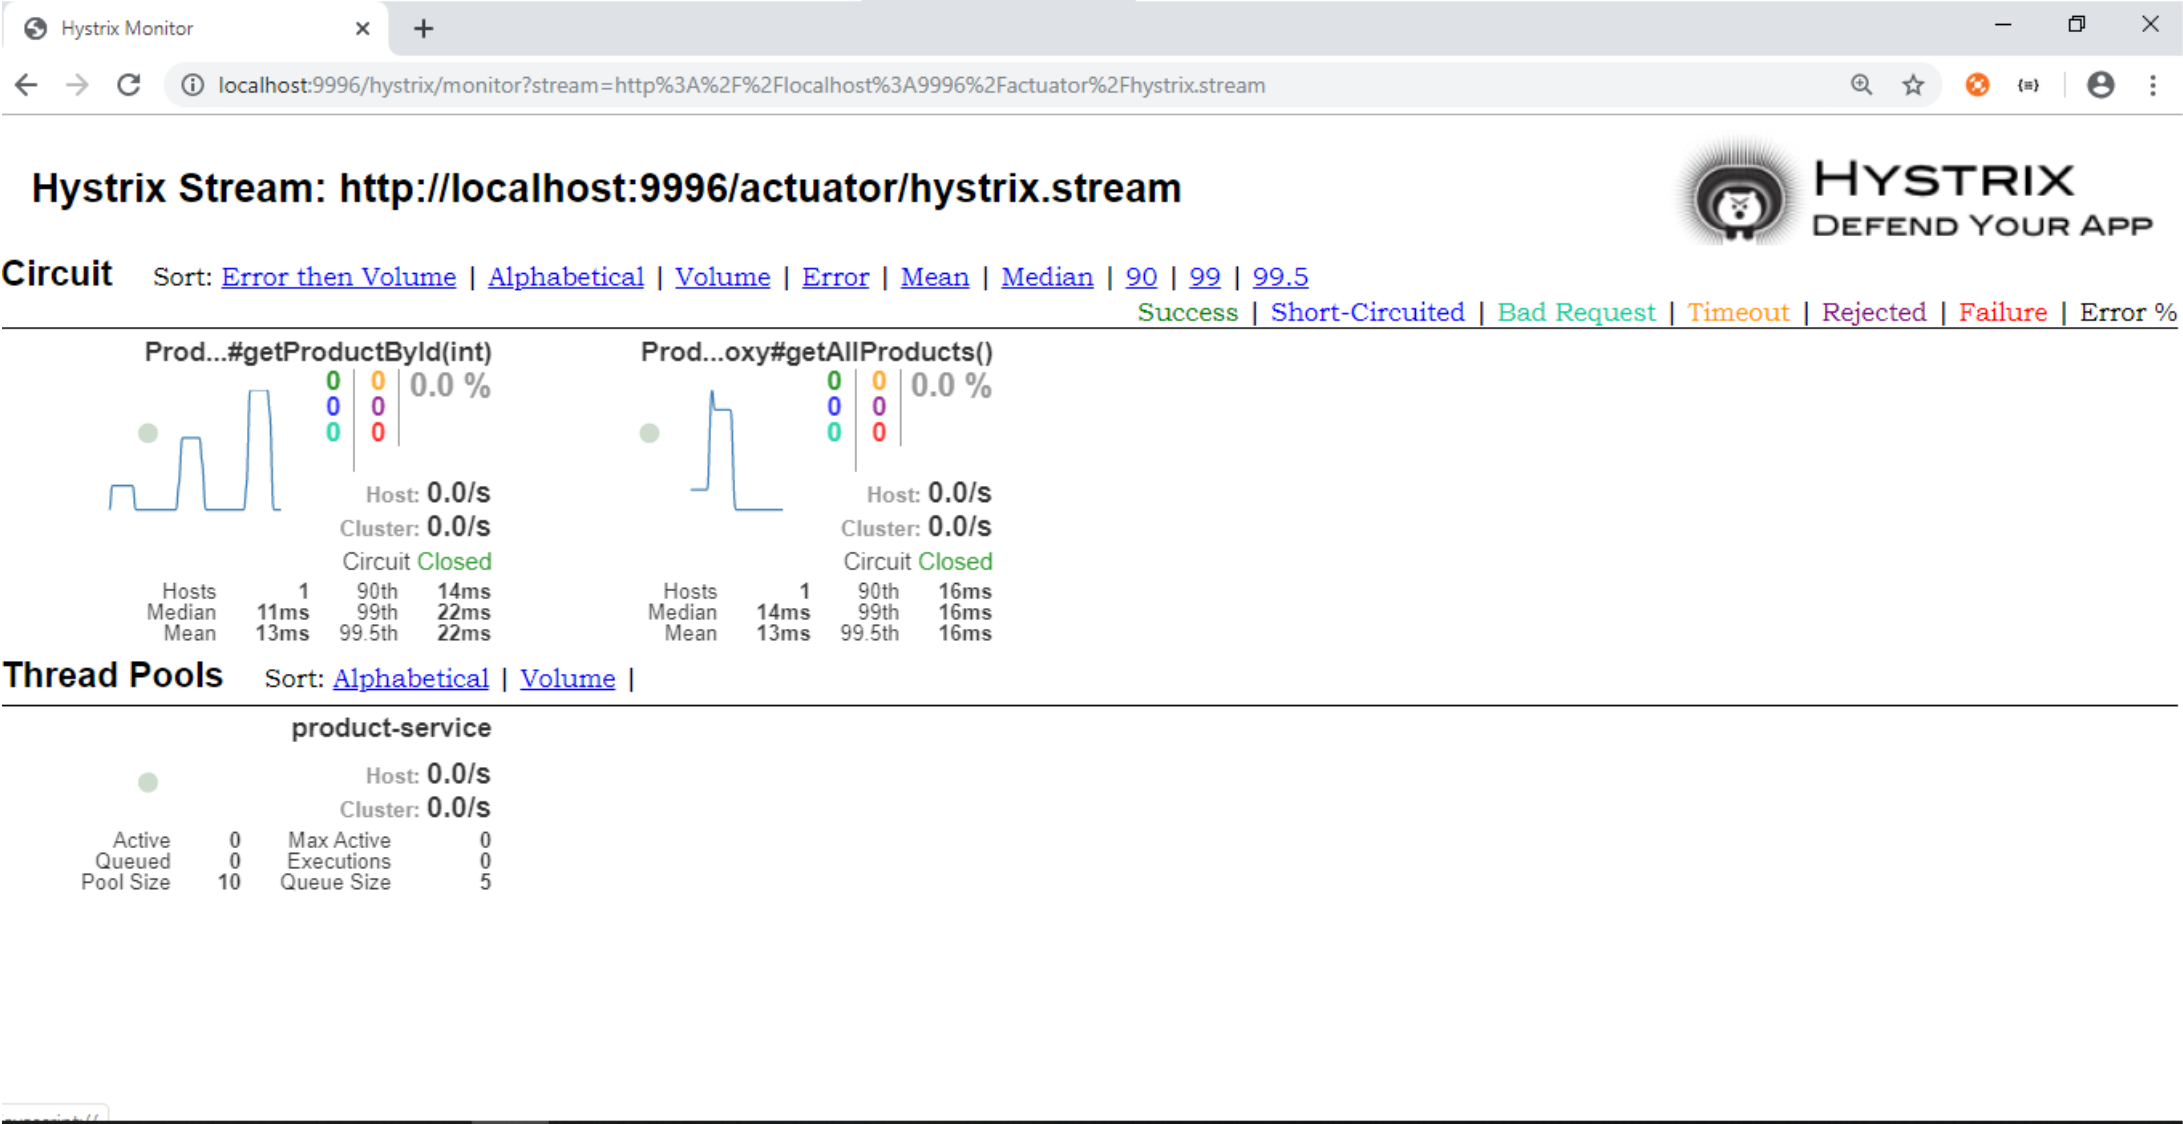 Hystrix Monitor
localhost:9996/hystrix/monitor?stream=http%3A%2F%2Flocalhost%3A9996%2Factuator%2Fhystrix.stream
Hystrix Stream: http://localhost:9996/actuator/hystrix.stream
HYSTRIX
DEFEND YOUR APP
Circuit Sort: Error then Volume | Alphabetical | Volume | Error | Mean | Median | 90 | 99 | 99.5
Success | Short-Circuited | Bad Request | Timeout | Rejected | Failure | Error %
Prod...#getProductById(int)
0 0 0.0 %
0 0
0 0
Host: 0.0/s
Cluster: 0.0/s
Circuit Closed
Hosts 1 90th 14ms
Median 11ms 99th 22ms
Mean 13ms 99.5th 22ms
Prod...oxy#getAllProducts()
0 0 0.0 %
0 0
0 0
Host: 0.0/s
Cluster: 0.0/s
Circuit Closed
Hosts 1 90th 16ms
Median 14ms 99th 16ms
Mean 13ms 99.5th 16ms
Thread Pools Sort: Alphabetical | Volume |
product-service
Host: 0.0/s
Cluster: 0.0/s
Active 0 Max Active 0
Queued 0 Executions 0
Pool Size 10 Queue Size 5